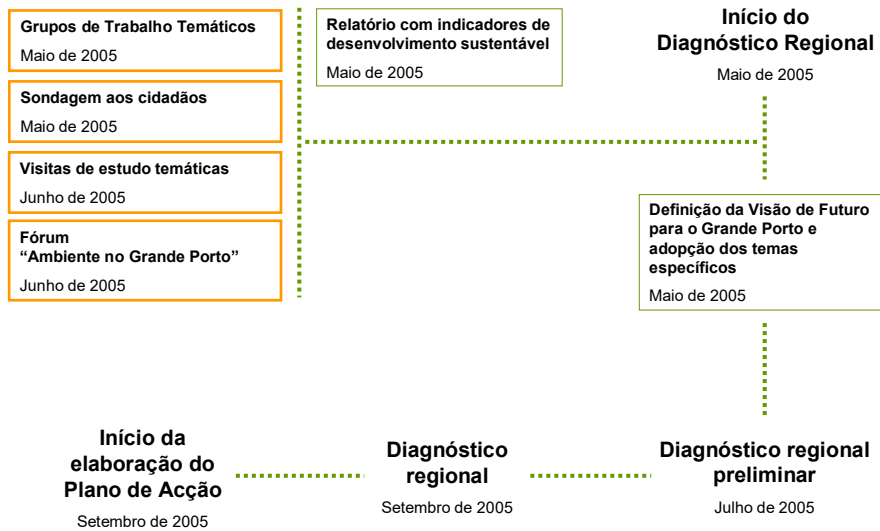 Grupos de Trabalho Temáticos
Maio de 2005
Sondagem aos cidadãos
Maio de 2005
Visitas de estudo temáticas
Junho de 2005
Fórum
“Ambiente no Grande Porto”
Junho de 2005
Relatório com indicadores de
desenvolvimento sustentável
Maio de 2005
Início do
Diagnóstico Regional
Maio de 2005
Definição da Visão de Futuro
para o Grande Porto e
adopção dos temas
específicos
Maio de 2005
Início da
elaboração do
Plano de Acção
Setembro de 2005
Diagnóstico
regional
Setembro de 2005
Diagnóstico regional
preliminar
Julho de 2005